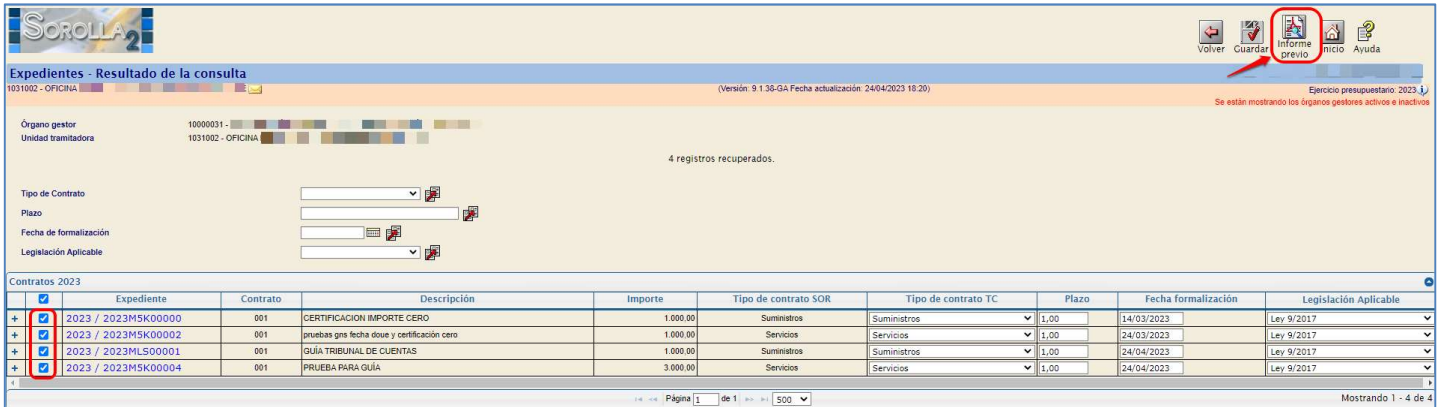 SOROLLA2
Volver Guardar Informe previo Inicio Ayuda
Expedientes - Resultado de la consulta
1031002 - OFICINA (Versión: 9.1.38-GA Fecha actualización: 24/04/2023 18:20) Ejercicio presupuestario: 2023
Se están mostrando los órganos gestores activos e inactivos
Órgano gestor 10000031 -
Unidad tramitadora 1031002 - OFICINA
4 registros recuperados.
Tipo de Contrato
Plazo
Fecha de formalización
Legislación Aplicable
Contratos 2023
Expediente Contrato Descripción Importe Tipo de contrato SOR Tipo de contrato TC Plazo Fecha formalización Legislación Aplicable
+ 2023 / 2023M5K00000 001 CERTIFICACION IMPORTE CERO 1.000,00 Suministros Suministros 1,00 14/03/2023 Ley 9/2017
+ 2023 / 2023M5K00002 001 pruebas gns fecha doue y certificación cero 1.000,00 Servicios Servicios 1,00 24/03/2023 Ley 9/2017
+ 2023 / 2023MLS00001 001 GUÍA TRIBUNAL DE CUENTAS 1.000,00 Suministros Suministros 1,00 24/04/2023 Ley 9/2017
+ 2023 / 2023M5K00004 001 PRUEBA PARA GUÍA 3.000,00 Servicios Servicios 1,00 24/04/2023 Ley 9/2017
Página 1 de 1 500 Mostrando 1 - 4 de 4